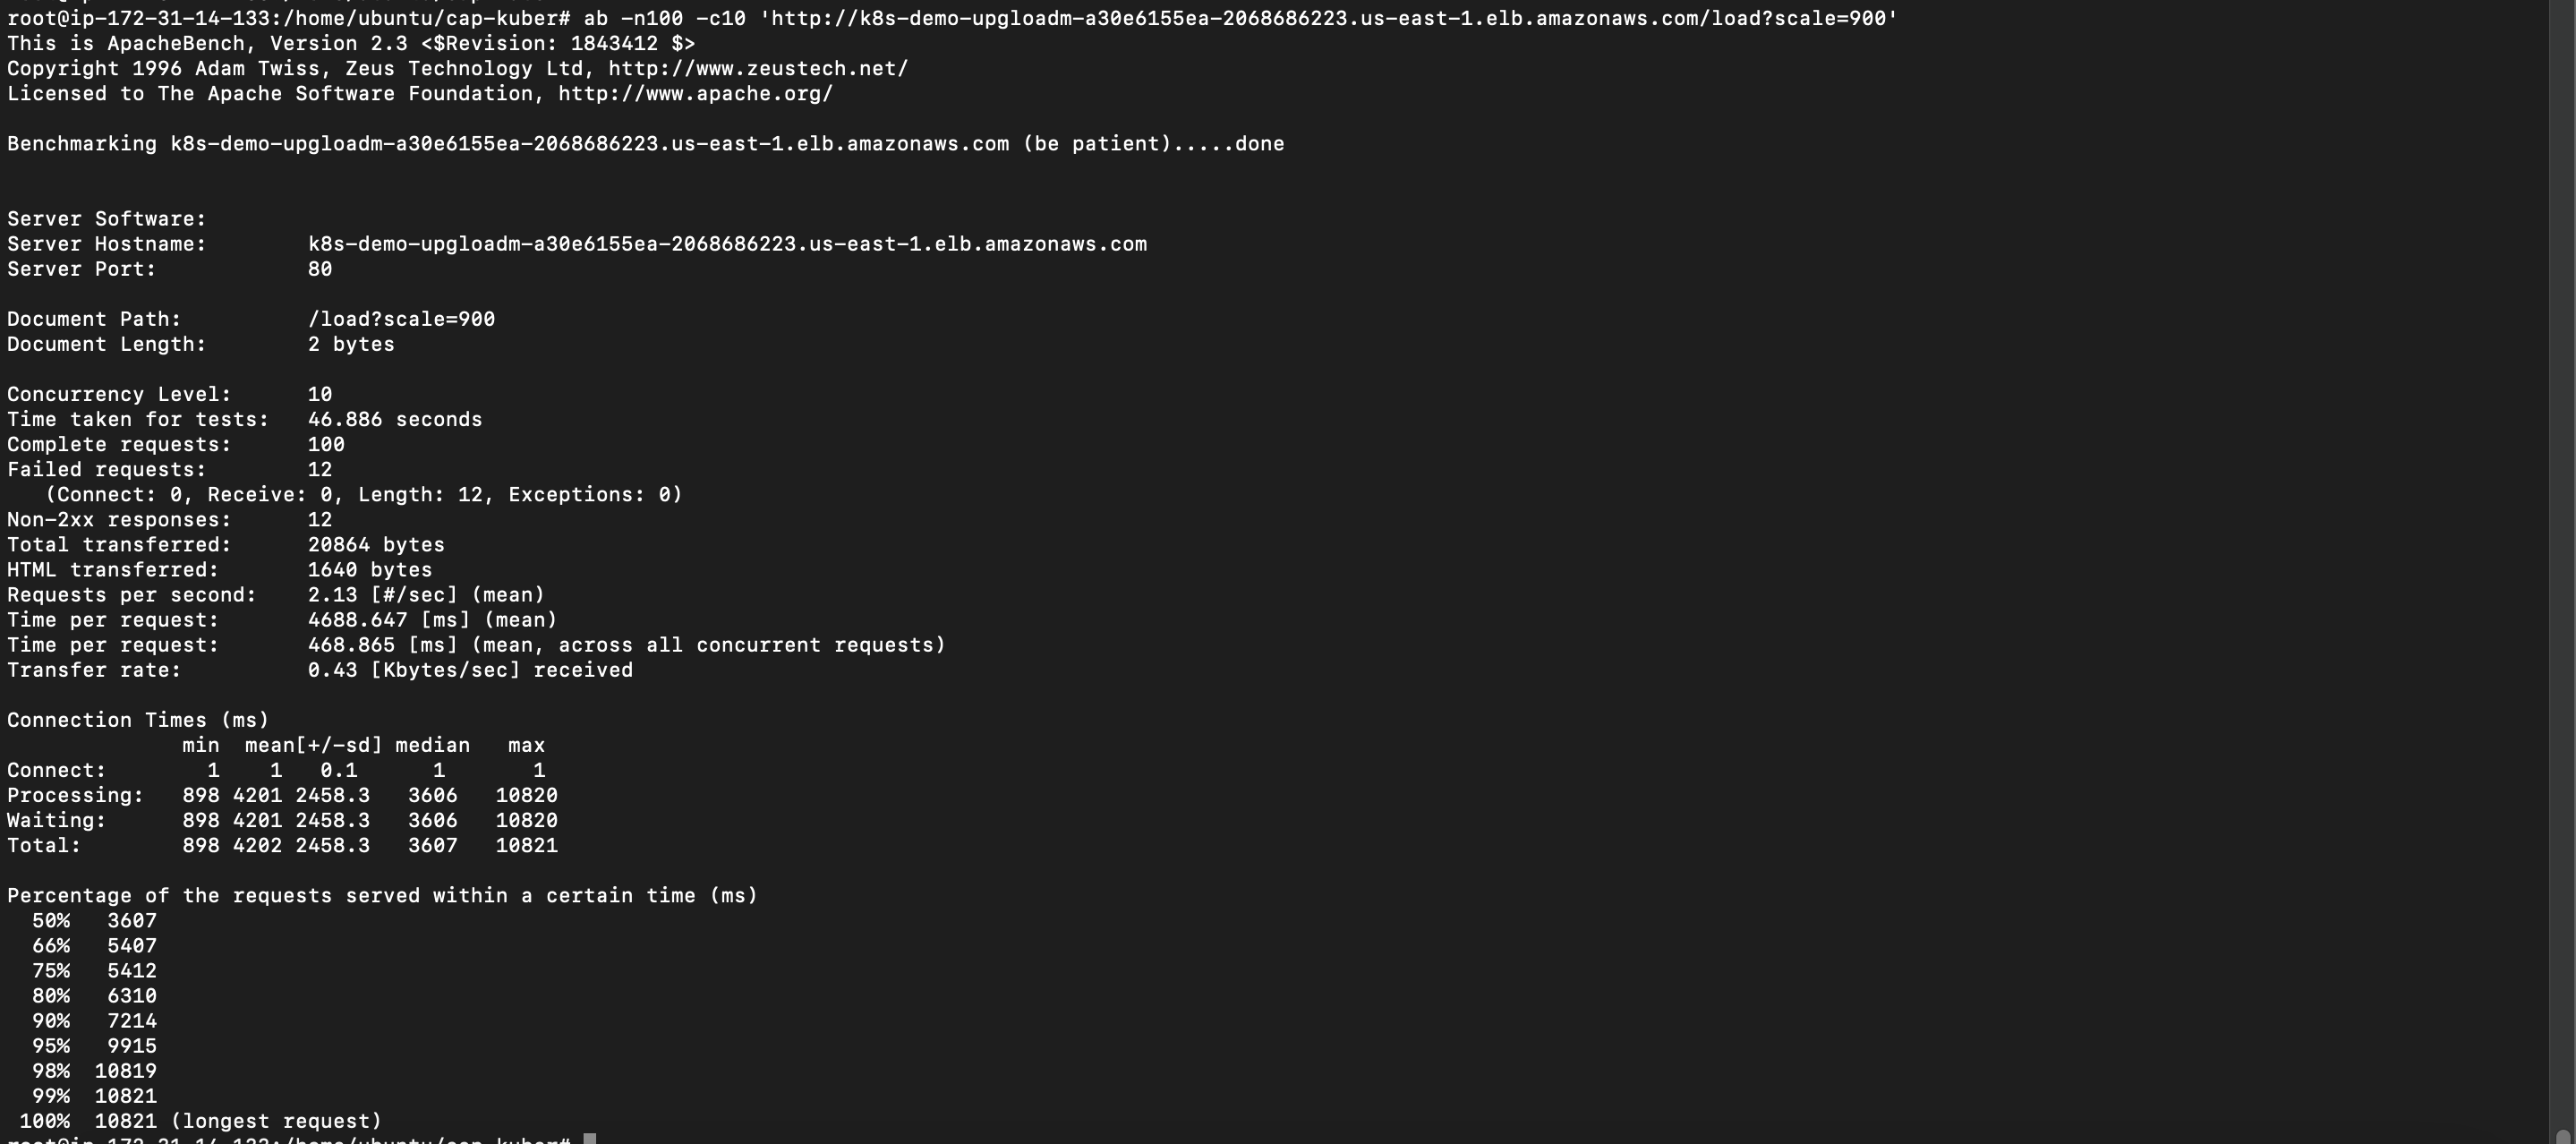 root@ip-172-31-14-133:/home/ubuntu/cap-kuber# ab -n100 -c10 'http://k8s-demo-upgloadm-a30e6155ea-2068686223.us-east-1.elb.amazonaws.com/load?scale=900'
This is ApacheBench, Version 2.3 <$Revision: 1843412 $>
Copyright 1996 Adam Twiss, Zeus Technology Ltd, http://www.zeustech.net/
Licensed to The Apache Software Foundation, http://www.apache.org/
Benchmarking k8s-demo-upgloadm-a30e6155ea-2068686223.us-east-1.elb.amazonaws.com (be patient).....done
Server Software:
Server Hostname:        k8s-demo-upgloadm-a30e6155ea-2068686223.us-east-1.elb.amazonaws.com
Server Port:            80
Document Path:          /load?scale=900
Document Length:        2 bytes
Concurrency Level:      10
Time taken for tests:   46.886 seconds
Complete requests:      100
Failed requests:        12
   (Connect: 0, Receive: 0, Length: 12, Exceptions: 0)
Non-2xx responses:      12
Total transferred:      20864 bytes
HTML transferred:       1640 bytes
Requests per second:    2.13 [#/sec] (mean)
Time per request:       4688.647 [ms] (mean)
Time per request:       468.865 [ms] (mean, across all concurrent requests)
Transfer rate:          0.43 [Kbytes/sec] received
Connection Times (ms)
              min  mean[+/-sd] median   max
Connect:        1    1   0.1      1       1
Processing:   898 4201 2458.3   3606   10820
Waiting:      898 4201 2458.3   3606   10820
Total:        898 4202 2458.3   3607   10821
Percentage of the requests served within a certain time (ms)
  50%   3607
  66%   5407
  75%   5412
  80%   6310
  90%   7214
  95%   9915
  98%  10819
  99%  10821
 100%  10821 (longest request)
root@ip-172-31-14-133:/home/ubuntu/cap-kuber#